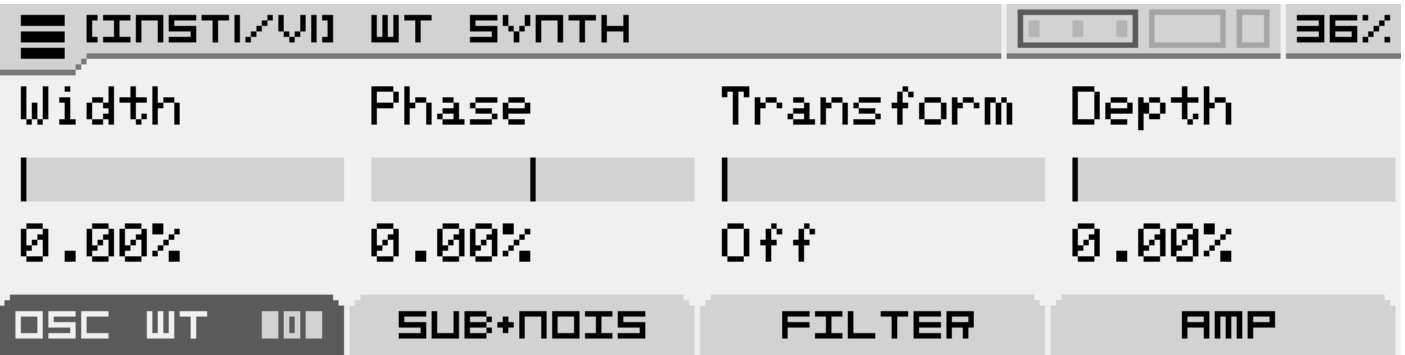 [INST1/V1] WT SYNTH 36%
Width Phase Transform Depth
0.00% 0.00% Off 0.00%
OSC WT SUB+NOIS FILTER AMP